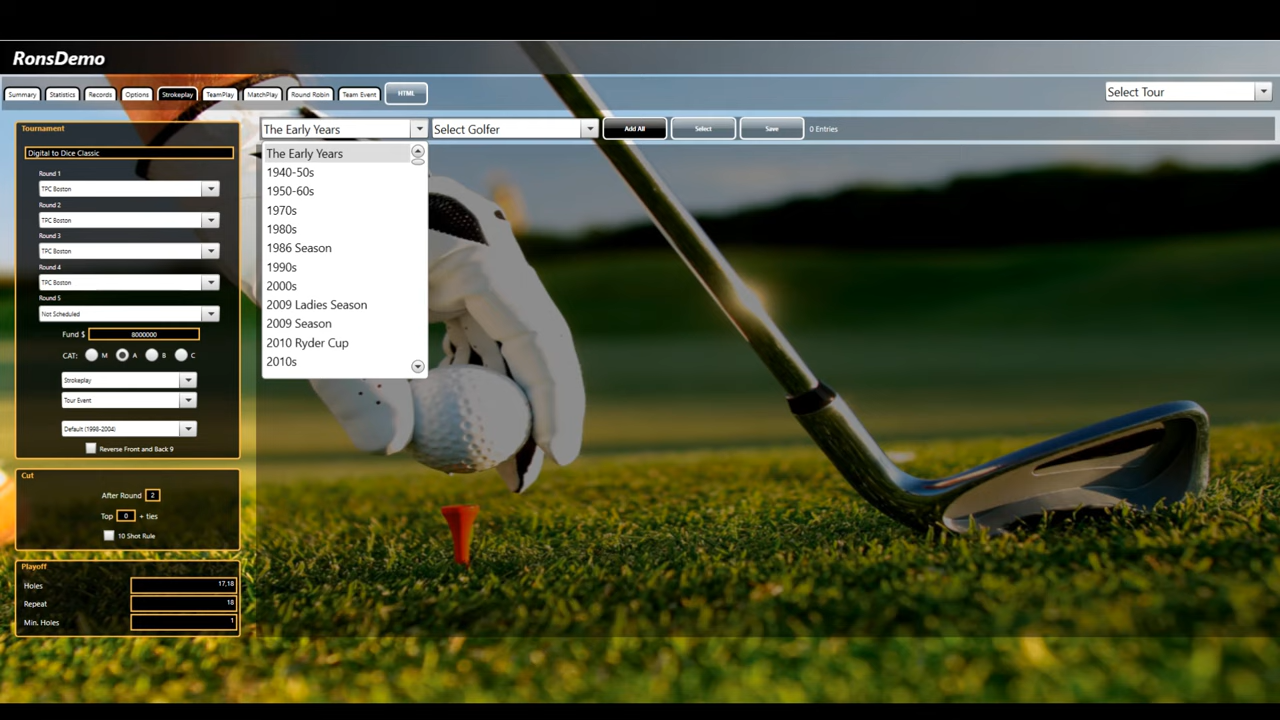 RonsDemo
Summary Statistics Records Options Strokeplay TeamPlay MatchPlay Round Robin Team Event HTML Select Tour
Tournament
Digital to Dice Classic
Round 1
TPC Boston
Round 2
TPC Boston
Round 3
TPC Boston
Round 4
TPC Boston
Round 5
Not Scheduled
Fund $ 8000000
CAT: M A B C
Strokeplay
Tour Event
Default (1998-2004)
Reverse Front and Back 9
Cut
After Round 2
Top 0 + ties
10 Shot Rule
Playoff
Holes 17,18
Repeat 18
Min. Holes 1
The Early Years Select Golfer Add All Select Save 0 Entries
The Early Years
1940-50s
1950-60s
1970s
1980s
1986 Season
1990s
2000s
2009 Ladies Season
2009 Season
2010 Ryder Cup
2010s